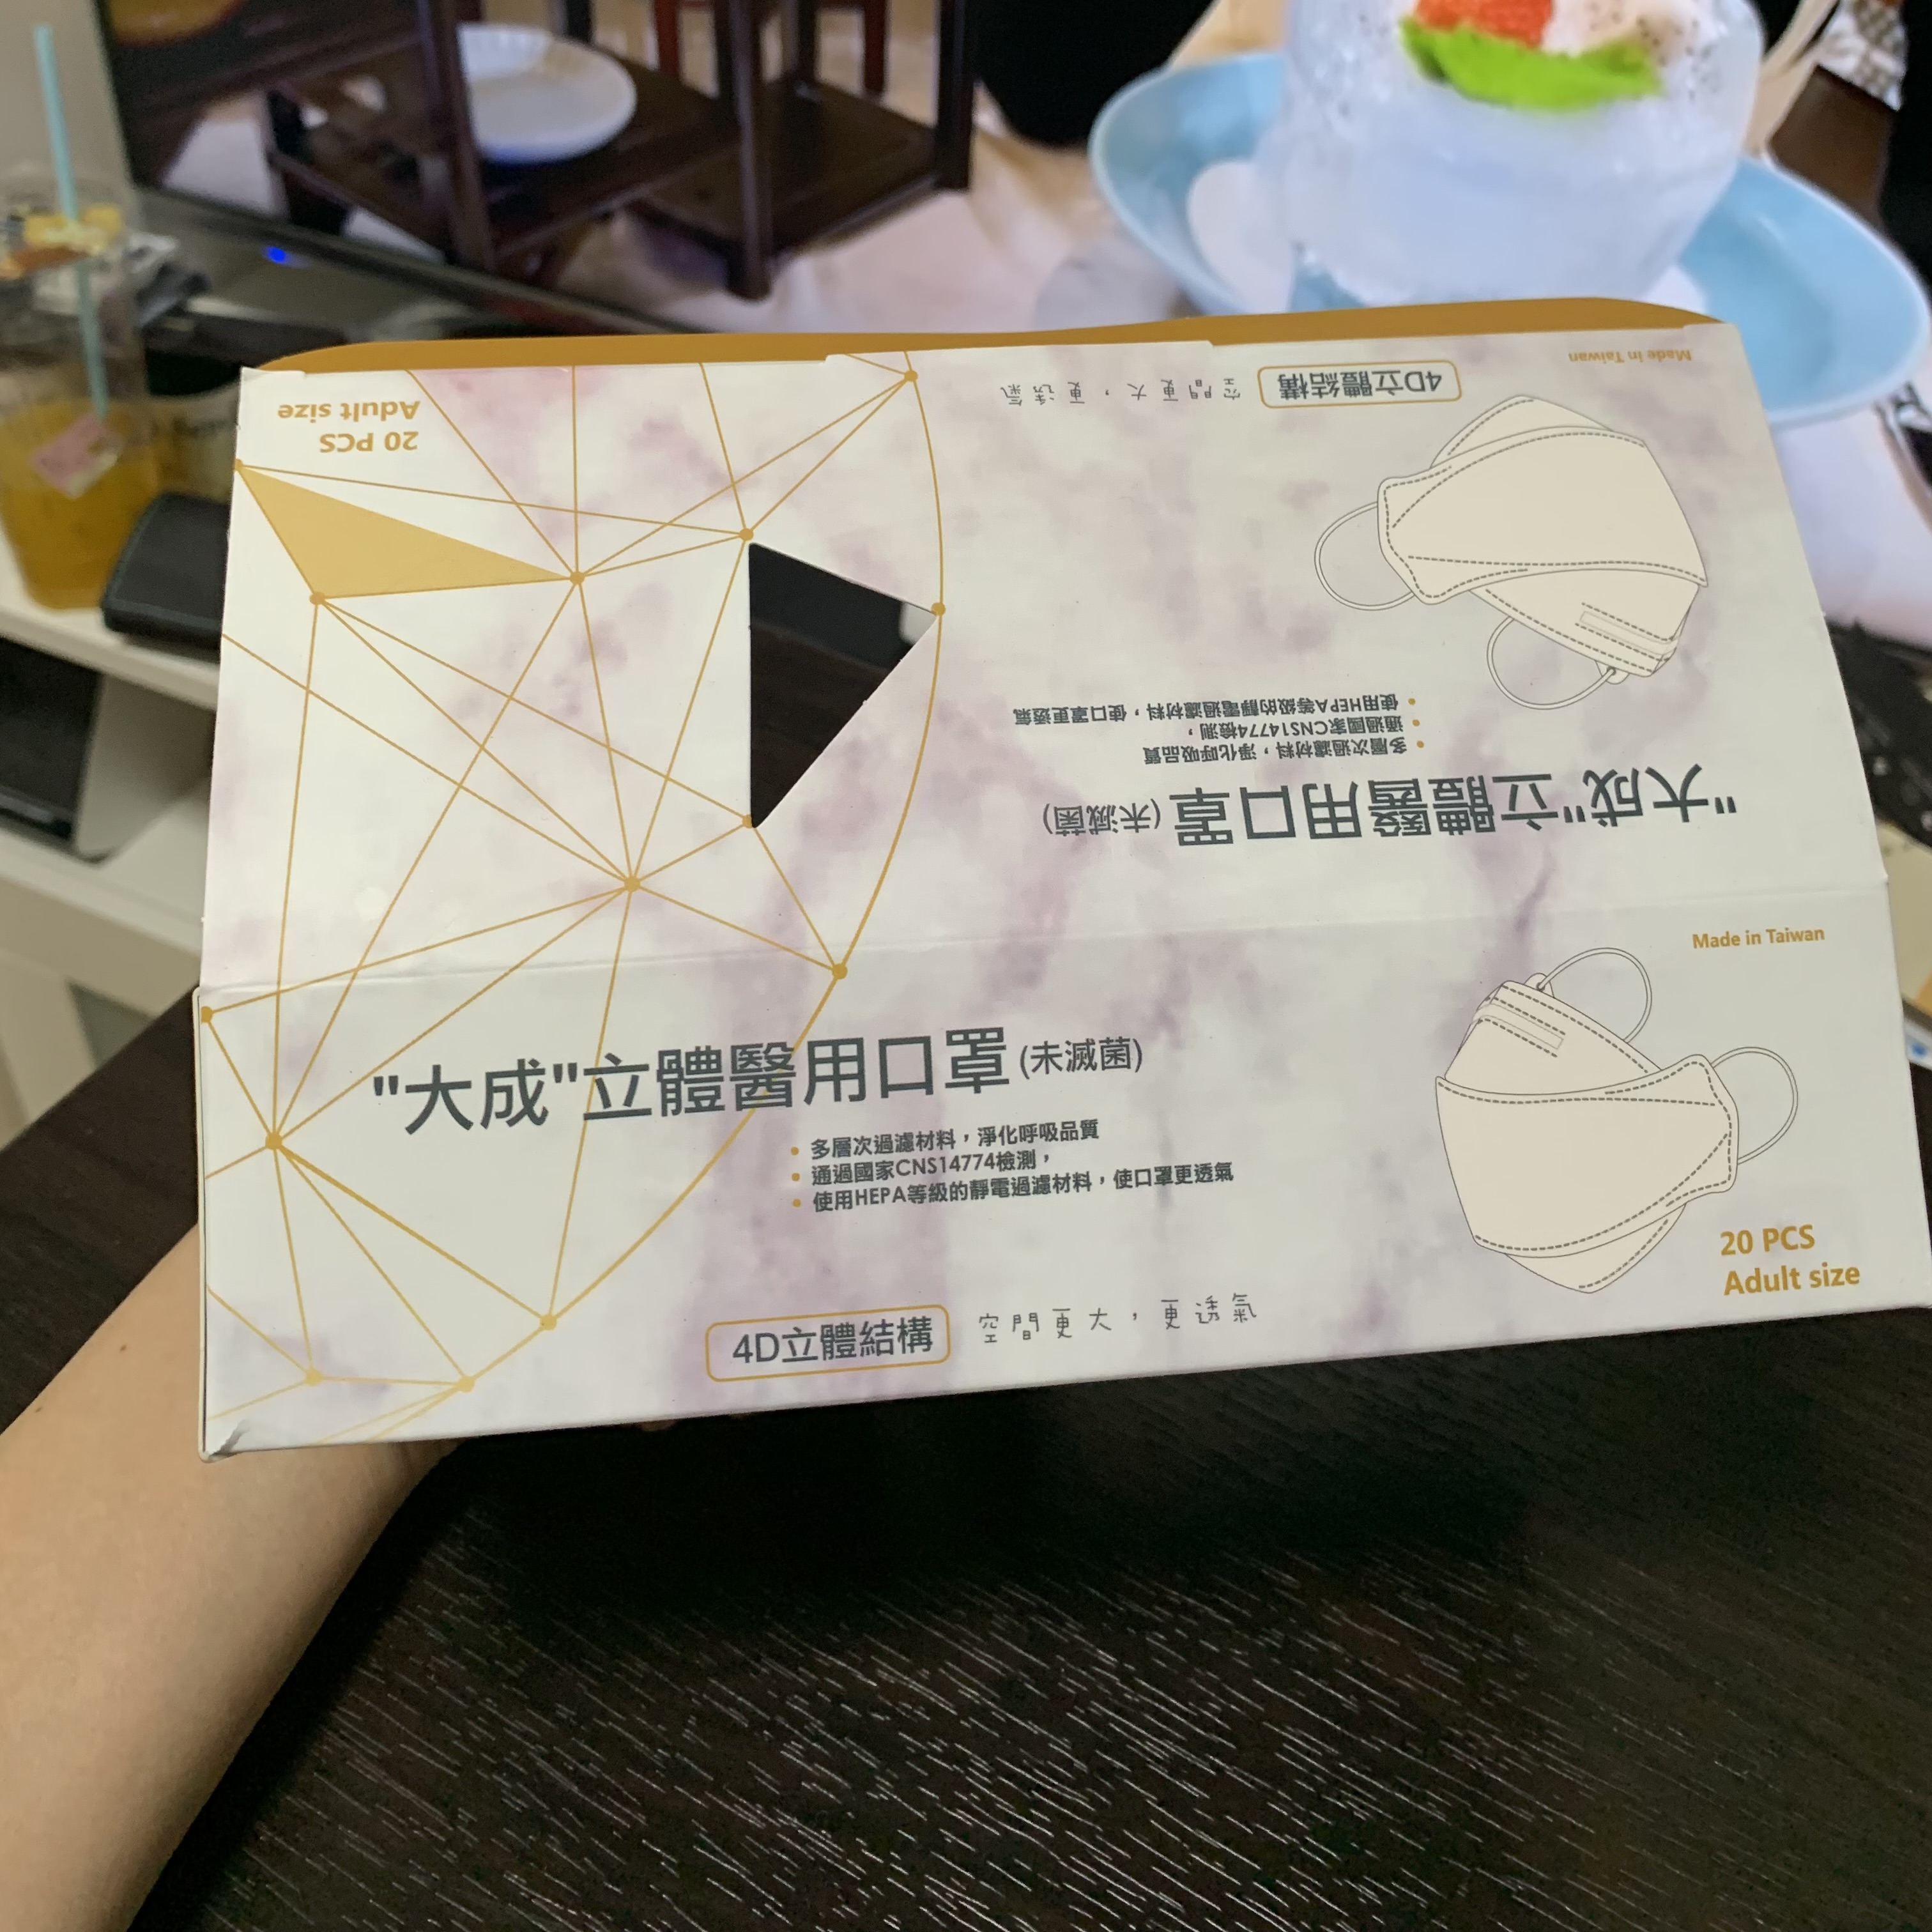 Made in Taiwan
4D立體結構
空間更大，更透氣
Adult size
20 PCS
使用HEPA等級的靜電過濾材料，使口罩更透氣
通過國家CNS14774檢測，
多層次過濾材料，淨化呼吸品質
"大成"立體醫用口罩(未滅菌)
Made in Taiwan
"大成"立體醫用口罩(未滅菌)
多層次過濾材料，淨化呼吸品質
通過國家CNS14774檢測，
使用HEPA等級的靜電過濾材料，使口罩更透氣
20 PCS
Adult size
4D立體結構
空間更大，更透氣